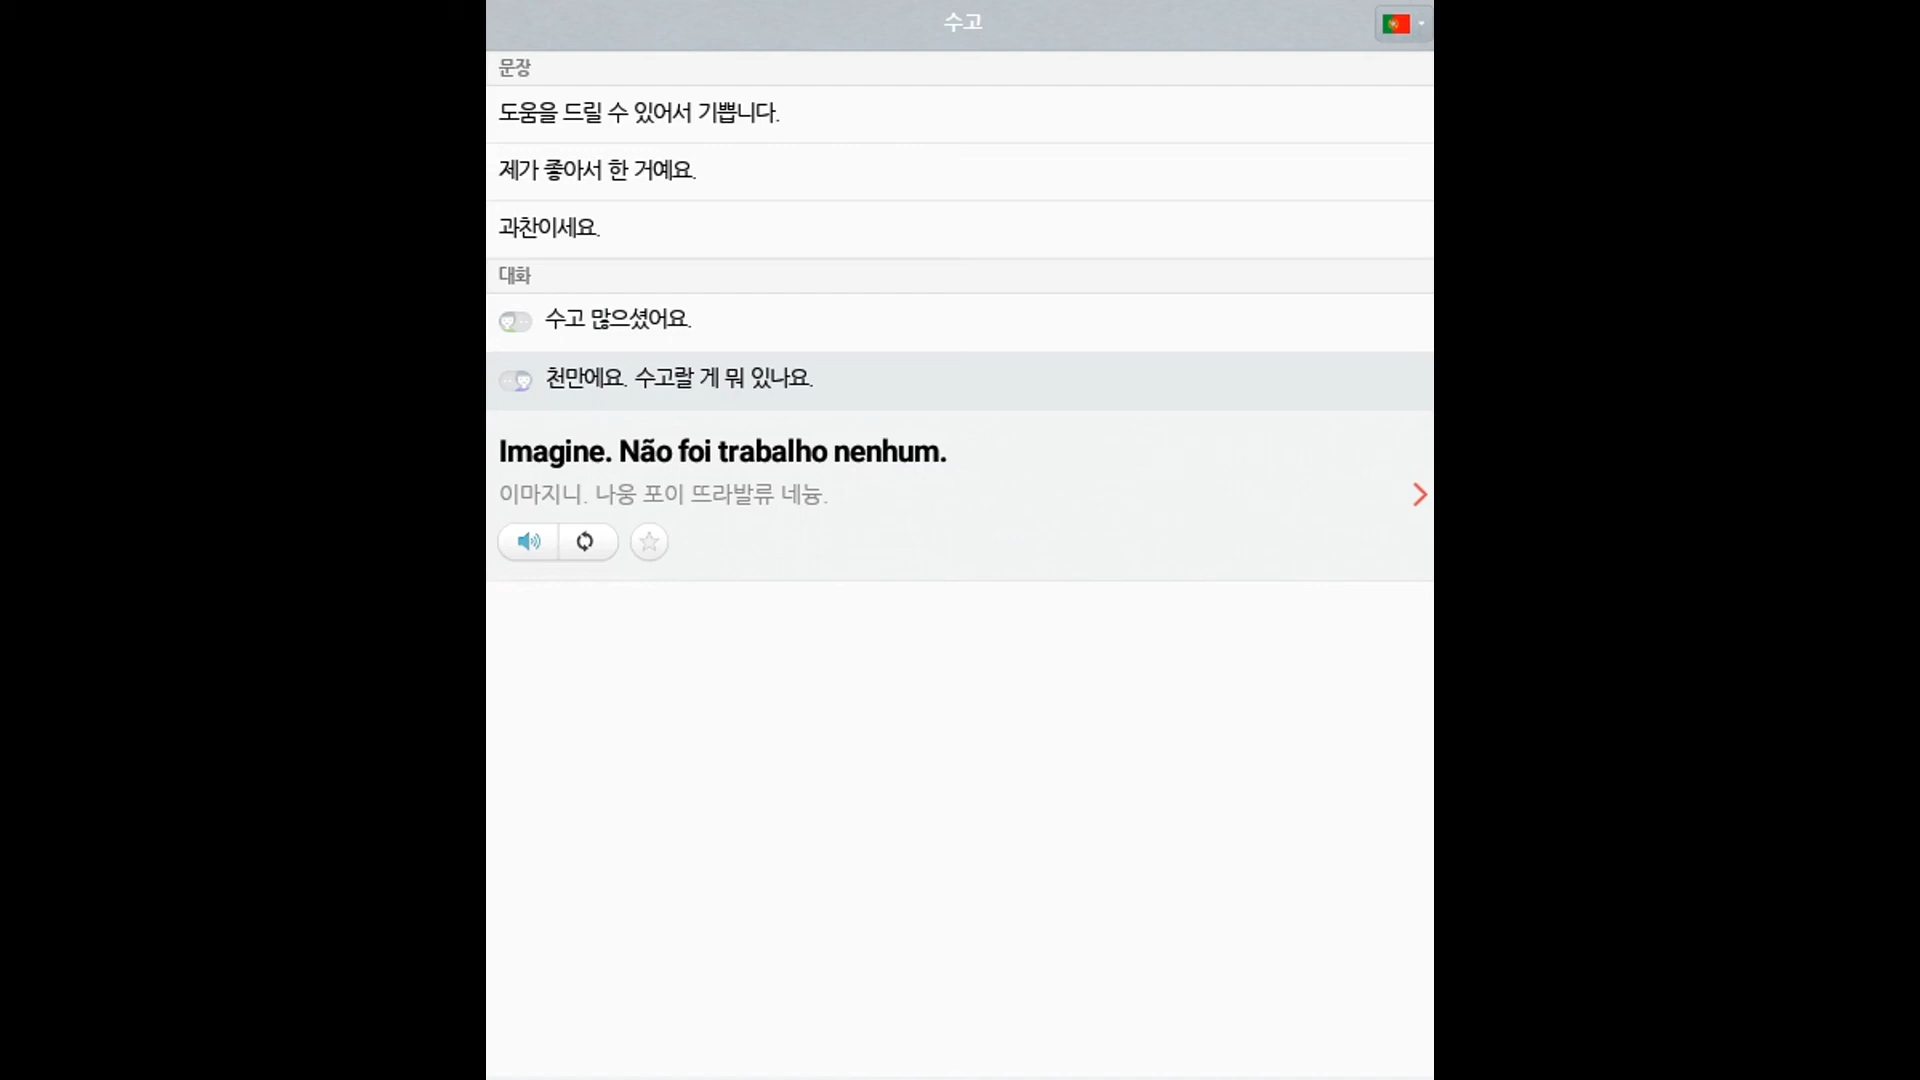 수고
문장
도움을 드릴 수 있어서 기쁩니다.
제가 좋아서 한 거예요.
과찬이세요.
대화
수고 많으셨어요.
천만에요. 수고랄 게 뭐 있나요.
Imagine. Não foi trabalho nenhum.
이마지니. 나웅 포이 뜨라발류 네늉.